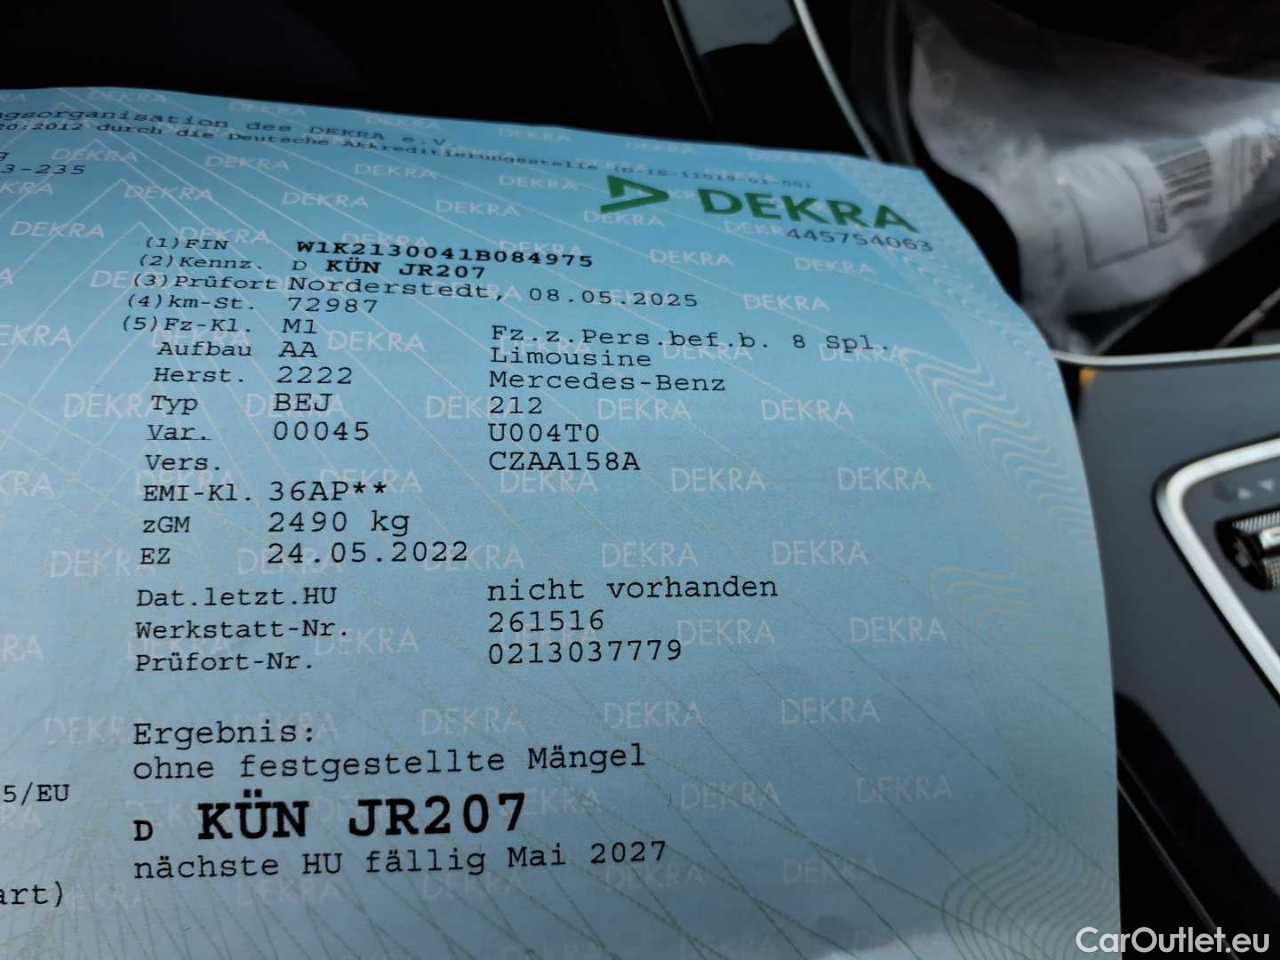 gsorganisation des DEKRA e.V.
20:2012 durch die Deutsche Akkreditierungsstelle
3-235
DEKRA
445754063
(1)FIN W1K2130041B084975
(2)Kennz. D KÜN JR207
(3)Prüfort Norderstedt, 08.05.2025
(4)km-St. 72987
(5)Fz-Kl. M1 Fz.z.Pers.bef.b. 8 Spl.
Aufbau AA Limousine
Herst. 2222 Mercedes-Benz
Typ BEJ 212
Var. 00045 U004T0
Vers. CZAA158A
EMI-Kl. 36AP**
zGM 2490 kg
EZ 24.05.2022
Dat.letzt.HU nicht vorhanden
Werkstatt-Nr. 261516
Prüfort-Nr. 0213037779
Ergebnis:
ohne festgestellte Mängel
5/EU
D KÜN JR207
nächste HU fällig Mai 2027
art)
CarOutlet.eu